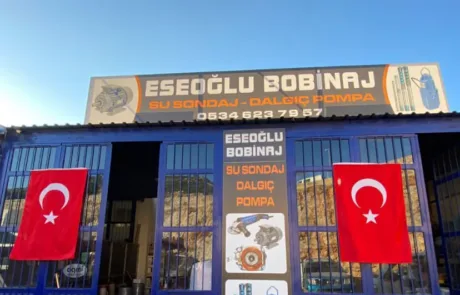 ESEOĞLU BOBİNAJ
SU SONDAJ - DALGIÇ POMPA
0534 623 79 57
ESEOĞLU
BOBİNAJ
SU SONDAJ
DALGIÇ
POMPA